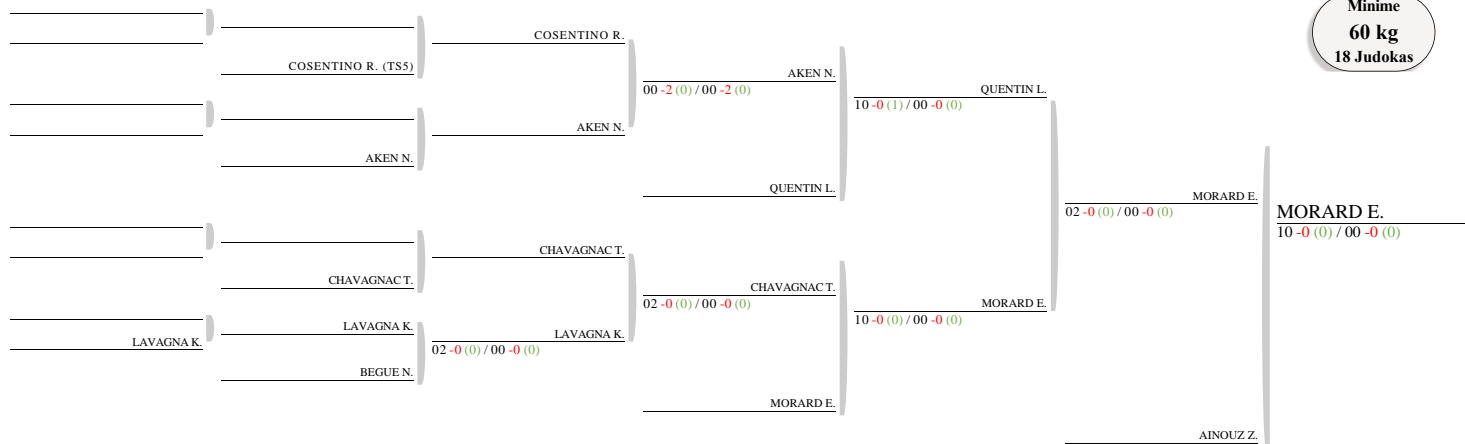 Minime
60 kg
18 Judokas
COSENTINO R.
COSENTINO R. (TS5)
AKEN N.
00 -2 (0) / 00 -2 (0)
QUENTIN L.
10 -0 (1) / 00 -0 (0)
AKEN N.
AKEN N.
QUENTIN L.
MORARD E.
02 -0 (0) / 00 -0 (0)
MORARD E.
10 -0 (0) / 00 -0 (0)
CHAVAGNAC T.
CHAVAGNAC T.
CHAVAGNAC T.
02 -0 (0) / 00 -0 (0)
MORARD E.
10 -0 (0) / 00 -0 (0)
LAVAGNA K.
LAVAGNA K.
LAVAGNA K.
02 -0 (0) / 00 -0 (0)
BEGUE N.
MORARD E.
AINOUZ Z.